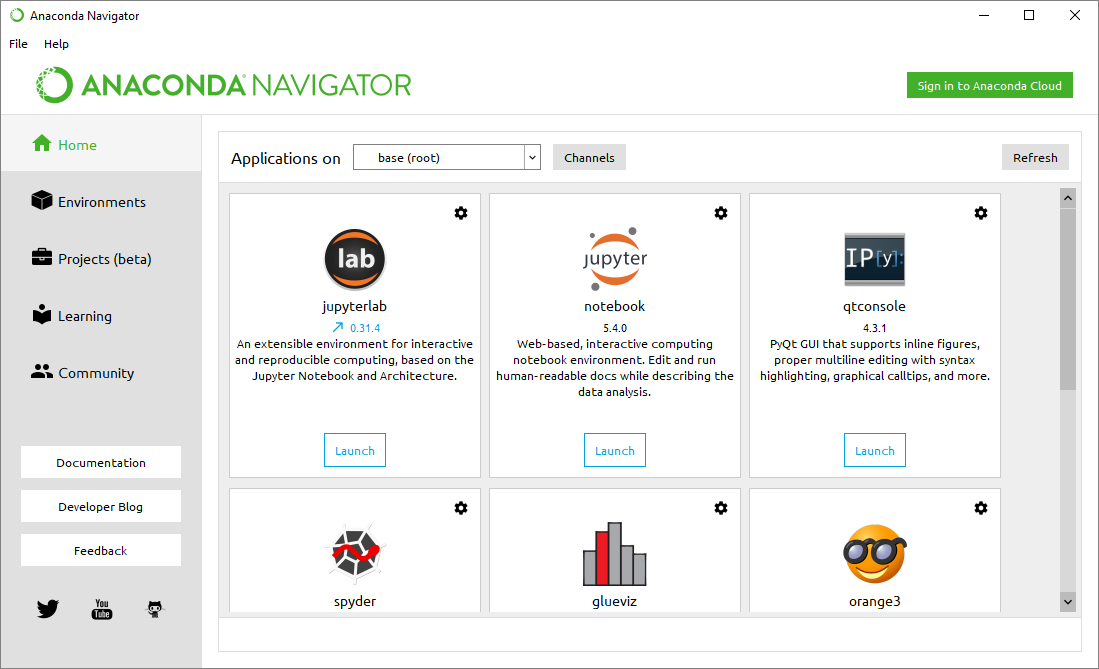 Anaconda Navigator
File Help
ANACONDA NAVIGATOR
Sign in to Anaconda Cloud
Home
Environments
Projects (beta)
Learning
Community
Documentation
Developer Blog
Feedback
You
Tube
Applications on
base (root)
Channels
Refresh
lab
jupyterlab
0.31.4
An extensible environment for interactive
and reproducible computing, based on the
Jupyter Notebook and Architecture.
Launch
jupyter
notebook
5.4.0
Web-based, interactive computing
notebook environment. Edit and run
human-readable docs while describing the
data analysis.
Launch
IP[y]:
qtconsole
4.3.1
PyQt GUI that supports inline figures,
proper multiline editing with syntax
highlighting, graphical calltips, and more.
Launch
spyder
glueviz
orange3